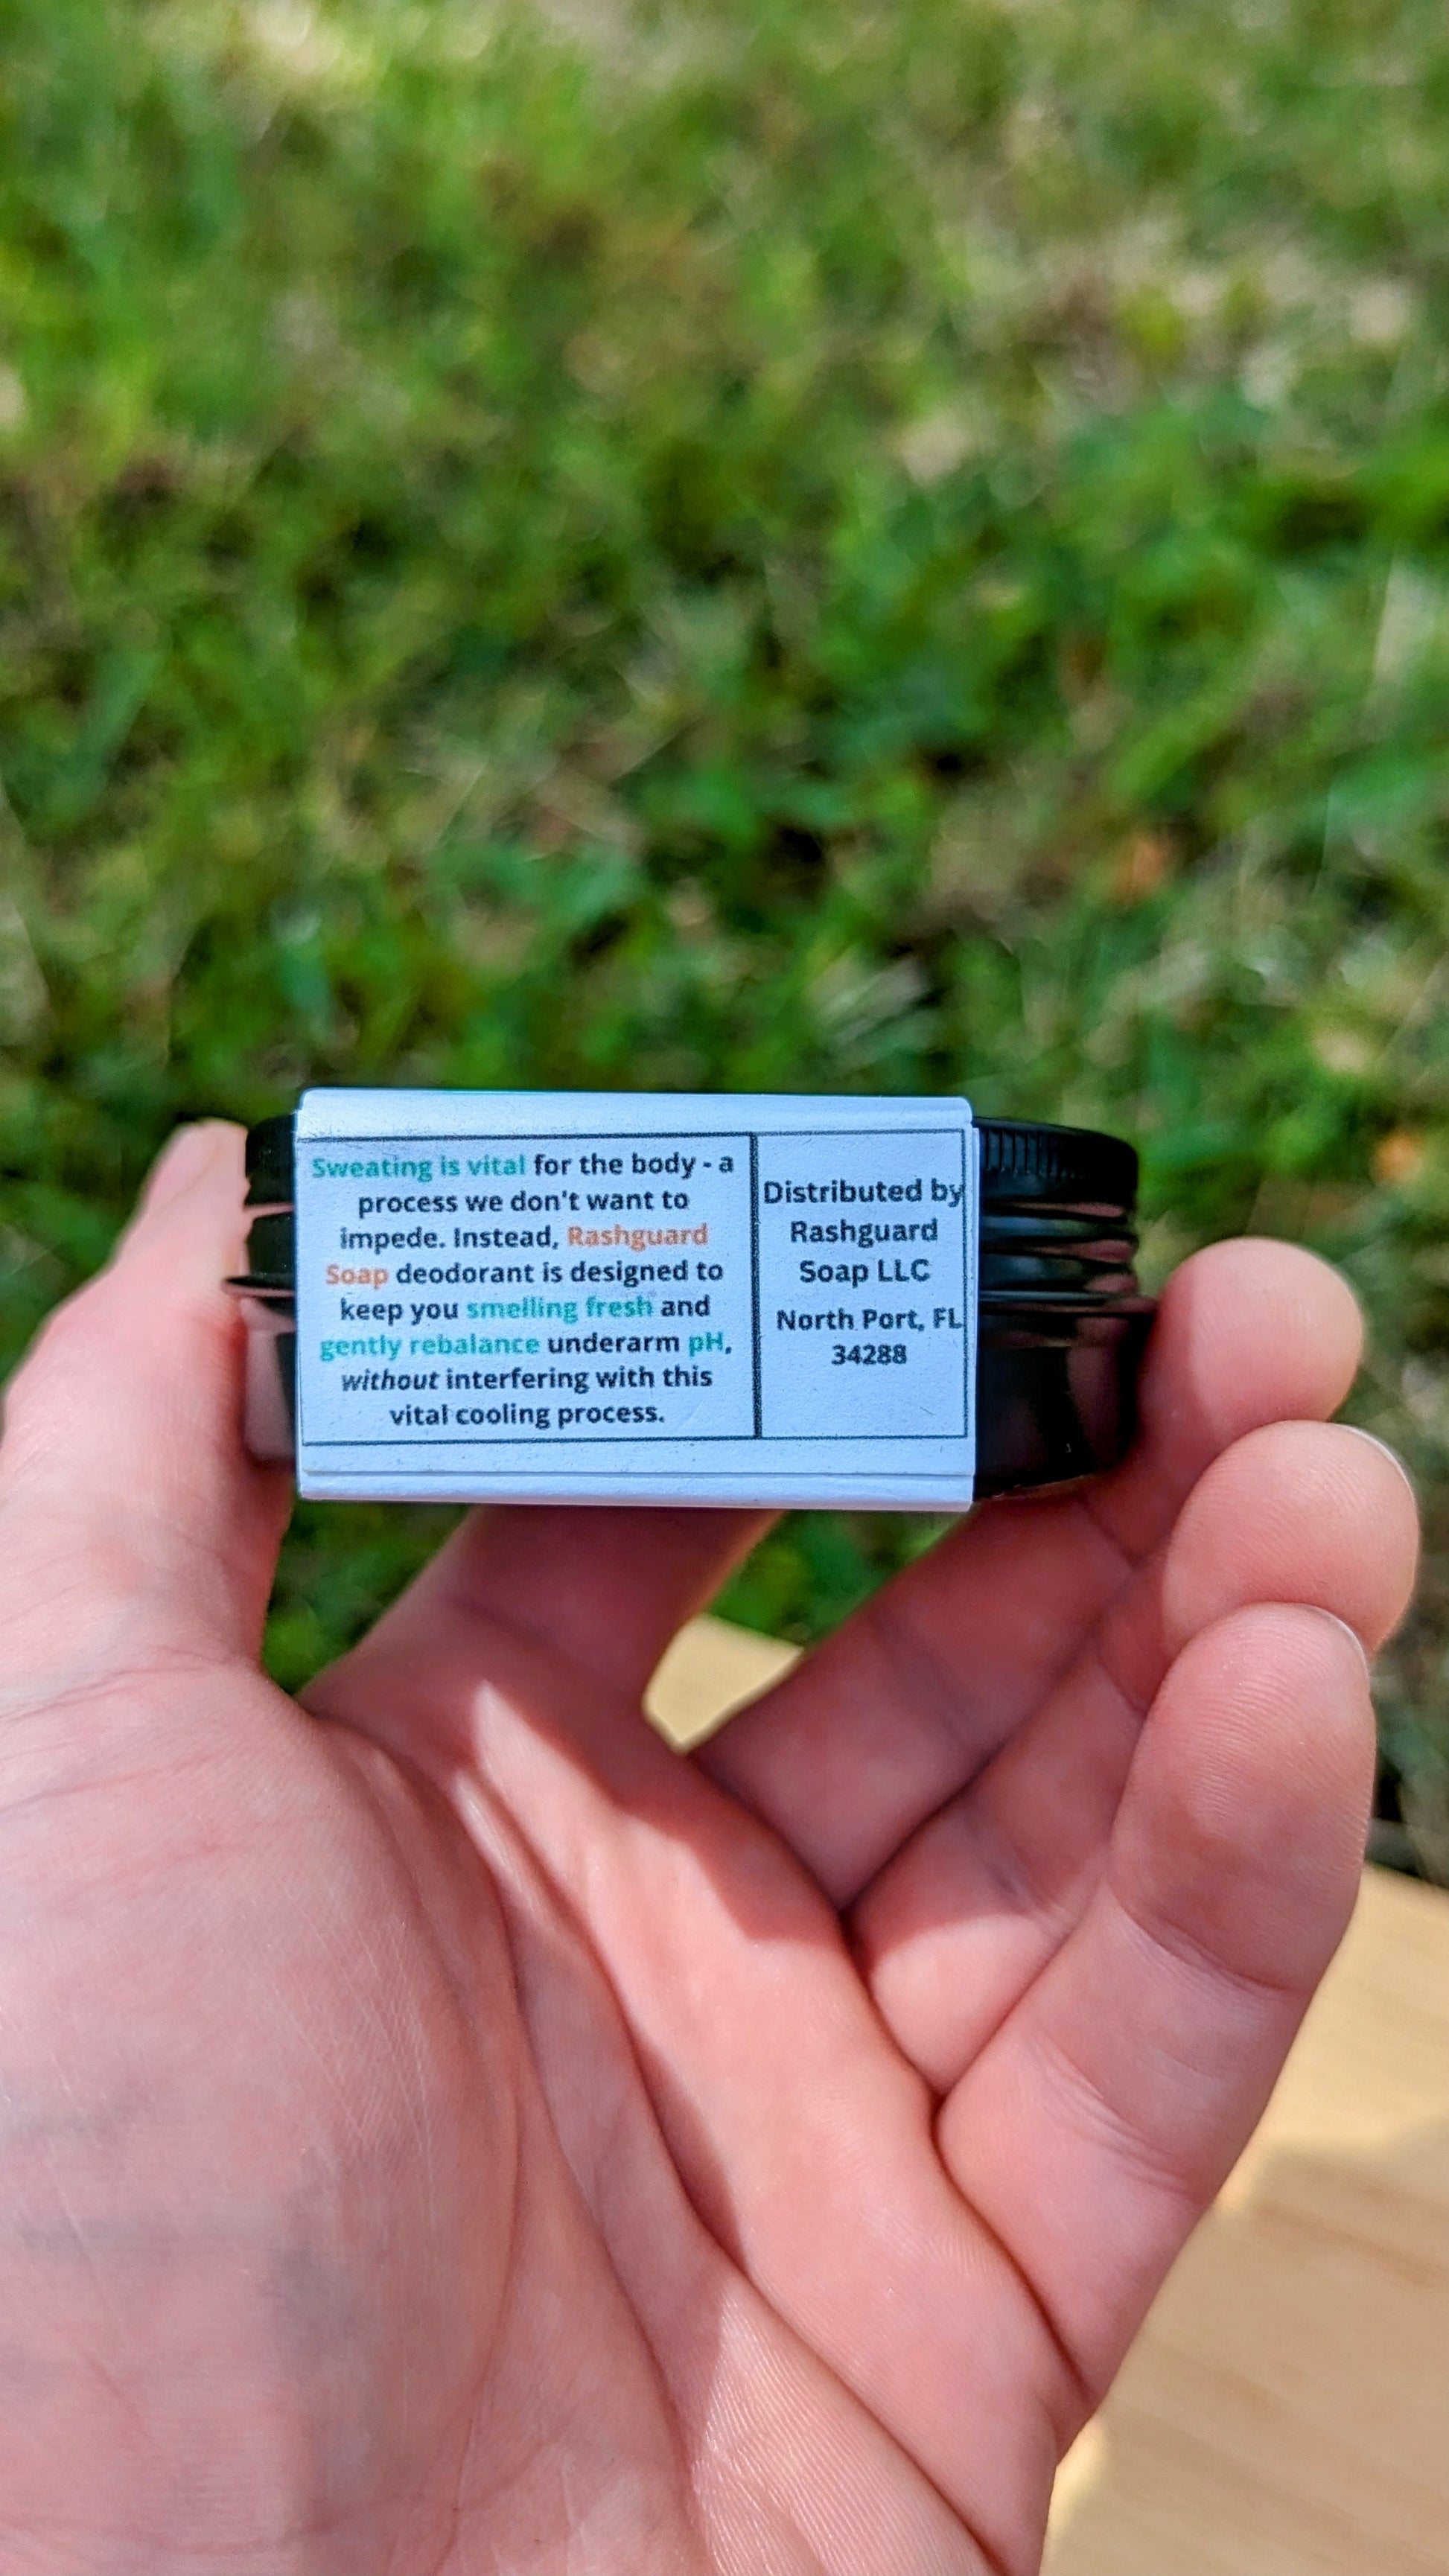 Sweating is vital for the body - a
process we don't want to
impede. Instead, Rashguard
Soap deodorant is designed to
keep you smelling fresh and
gently rebalance underarm pH,
without interfering with this
vital cooling process.
Distributed by
Rashguard
Soap LLC
North Port, FL
34288